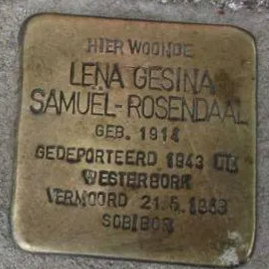 HIER WOONDE
LENA GESINA
SAMUËL-ROSENDAAL
GEB. 1914
GEDEPORTEERD 1943
WESTERBORK
VERMOORD 21.5.1943
SOBIBOR